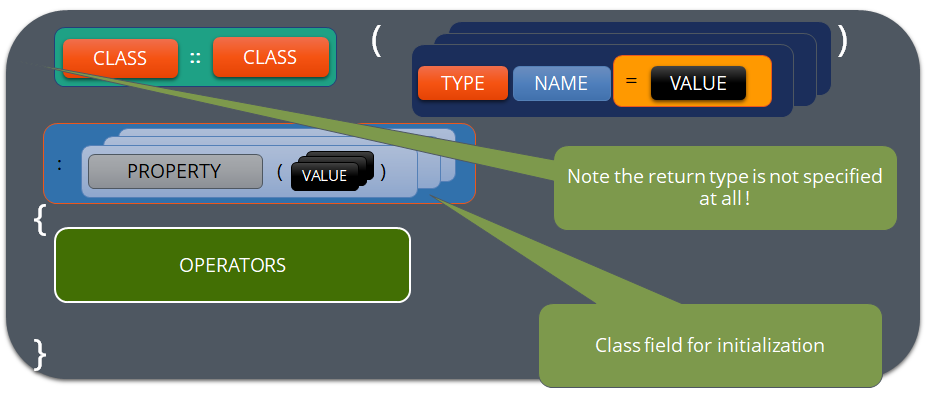 CLASS :: CLASS ( TYPE NAME = VALUE )
: PROPERTY ( VALUE )
Note the return type is not specified
at all !
{
OPERATORS
Class field for initialization
}